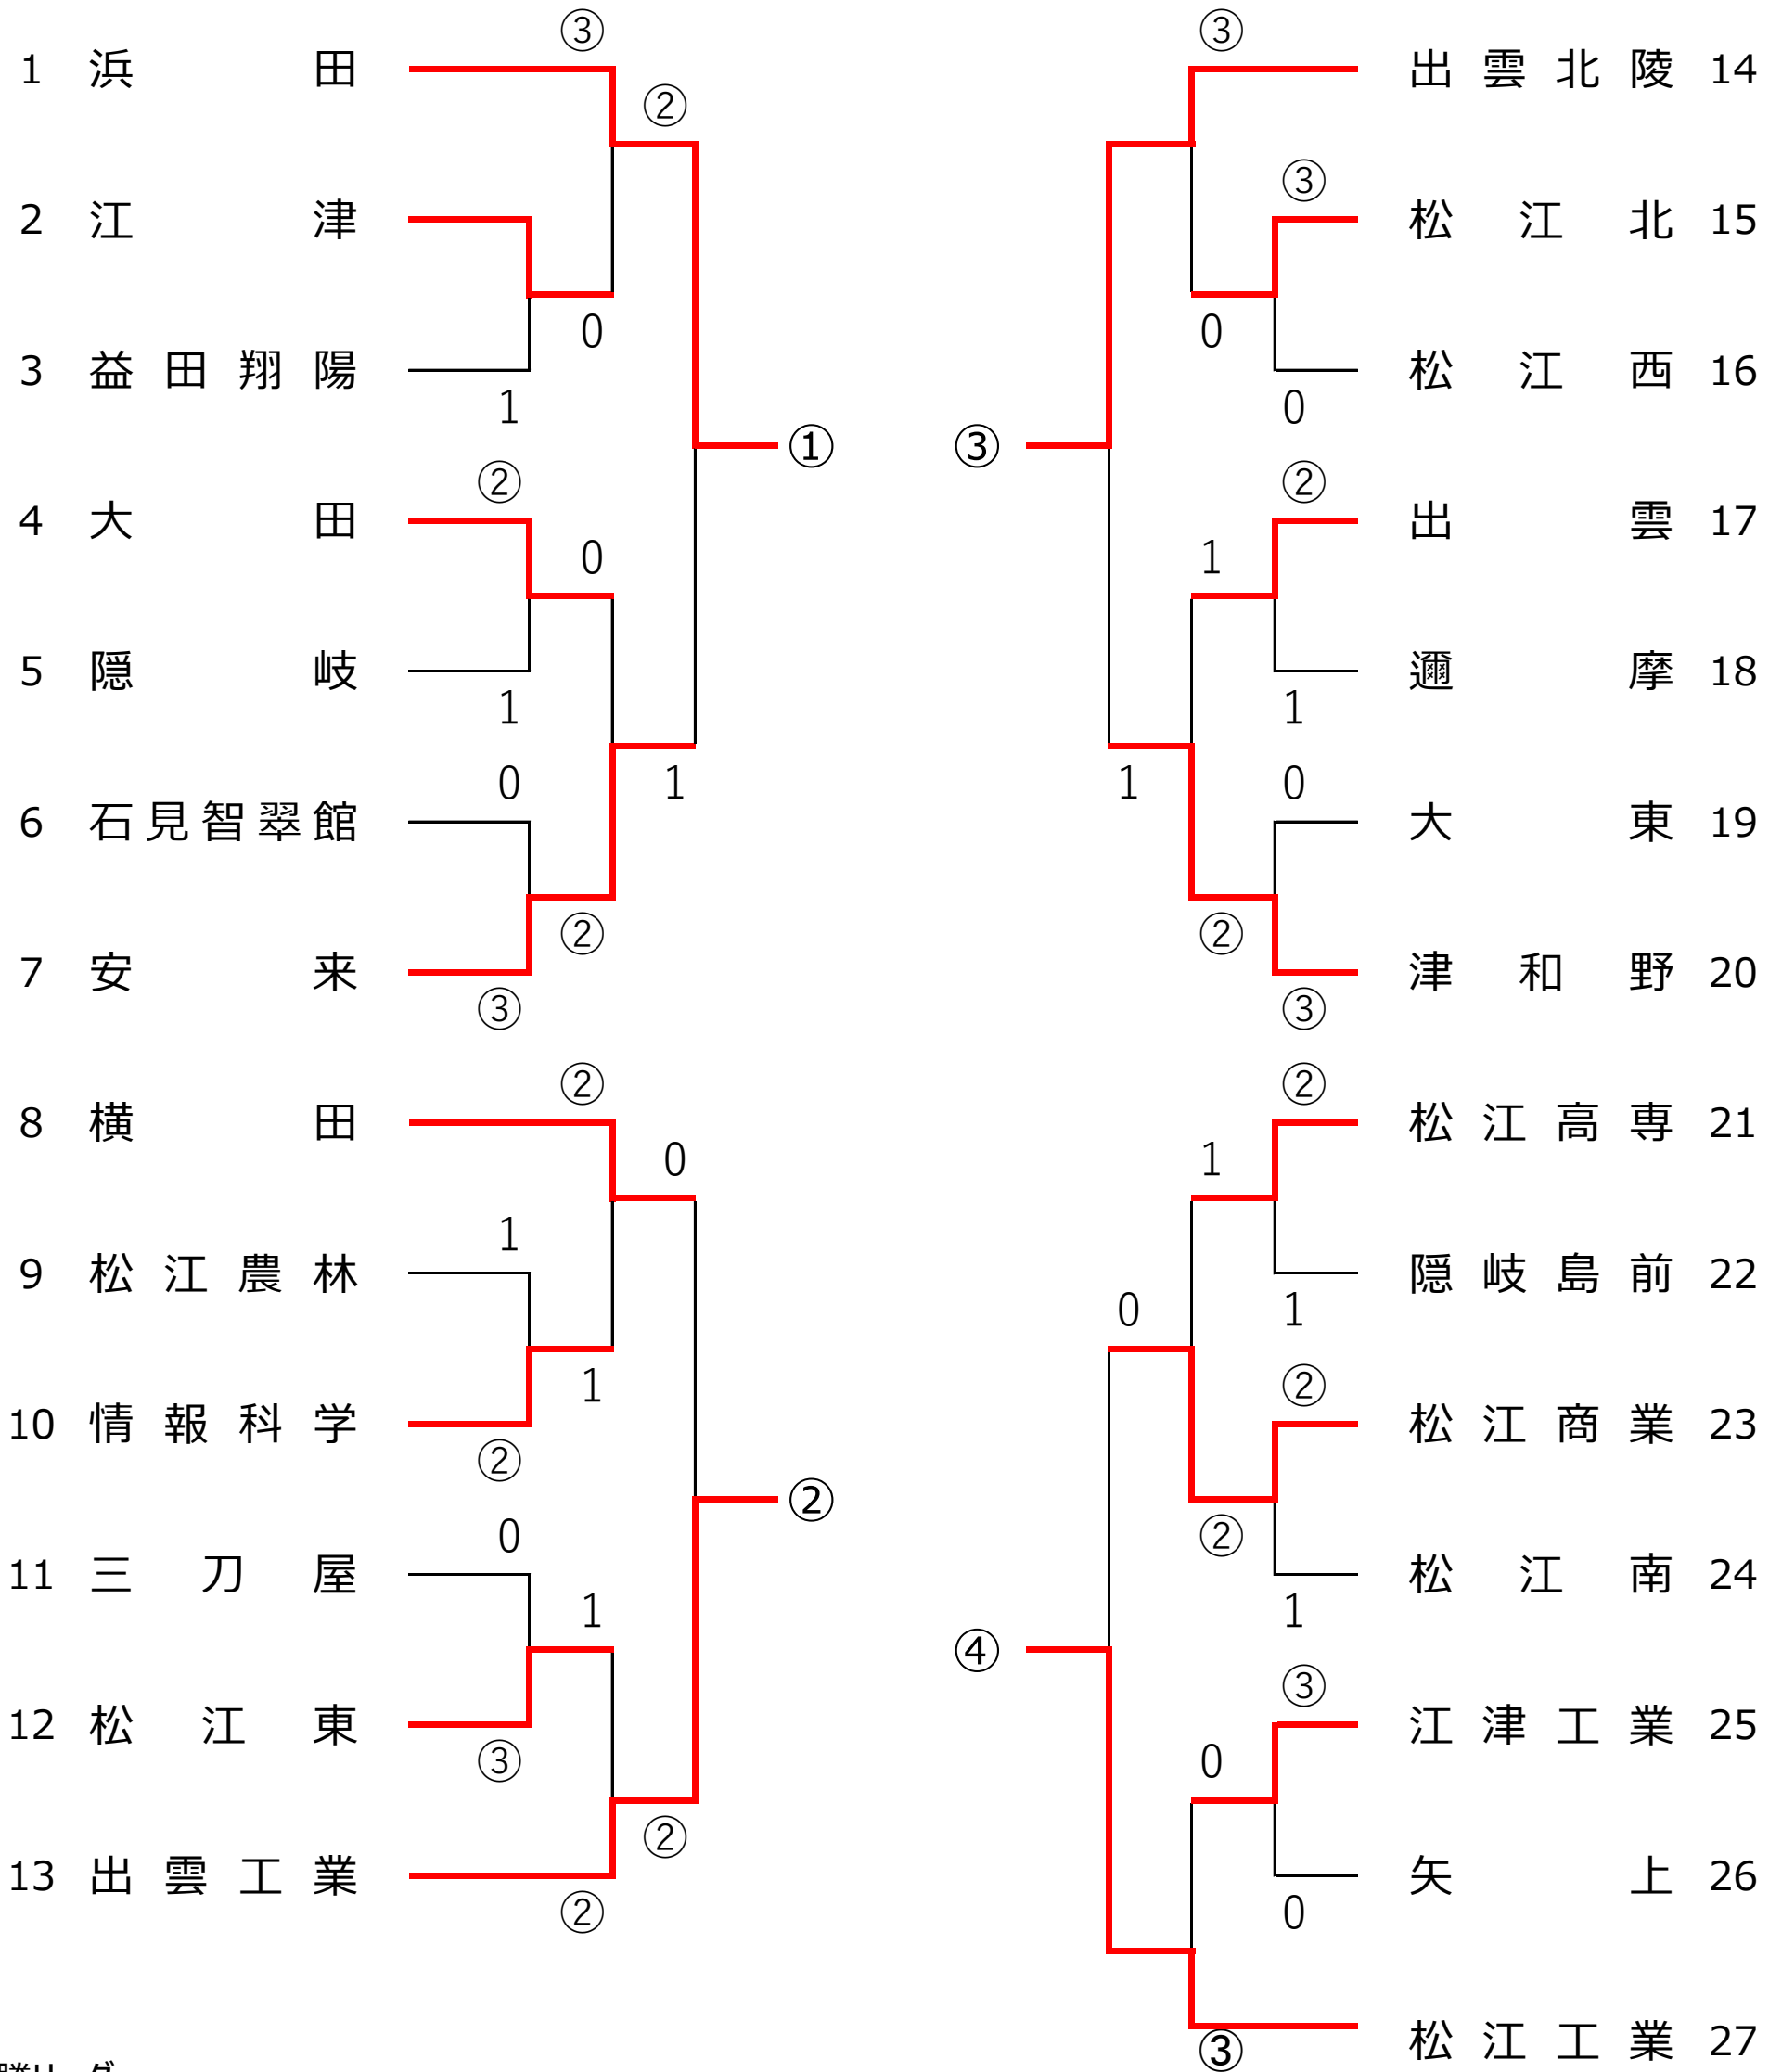 ③ ③
1 浜田 出雲北陵 14
②
③
2 江津 松江北 15
0 0
3 益田翔陽 松江西 16
1 0
① ③
② ②
4 大田 出雲 17
0 1
5 隠岐 邇摩 18
1 1
0 1 1 0
6 石見智翠館 大東 19
② ②
7 安来 津和野 20
③ ③
② ②
8 横田 松江高専 21
0 1
1
9 松江農林 隠岐島前 22
0 1
1 ②
10 情報科学 松江商業 23
②
②
0 ②
11 三刀屋 松江南 24
1 1
④
③
12 松江東 江津工業 25
③ 0
②
13 出雲工業 矢上 26
② 0
松江工業 27
③